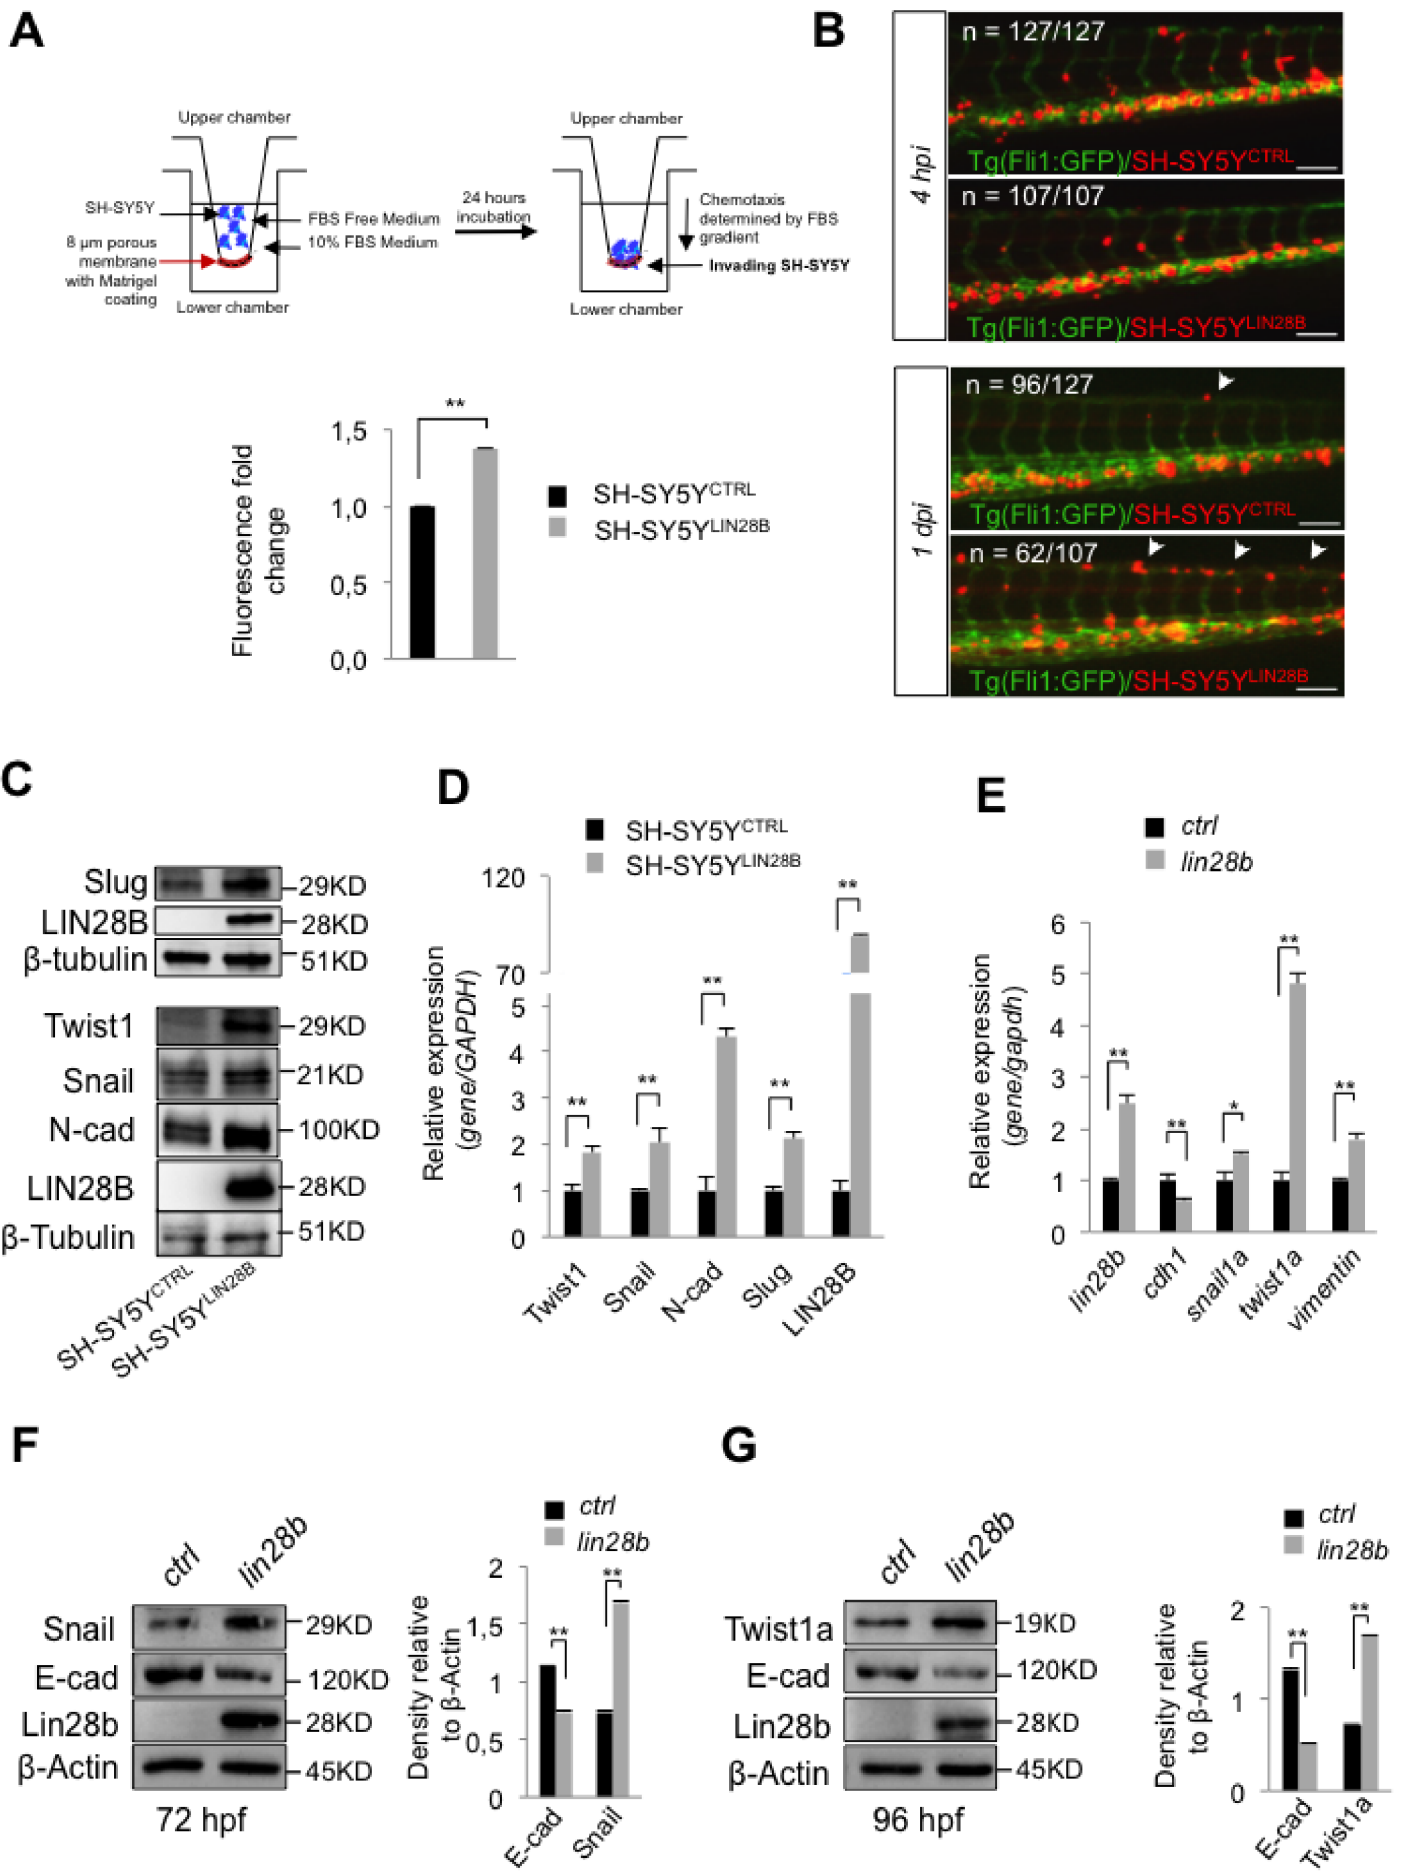 A
Upper chamber
SH-SY5Y
8 µm porous
membrane
with Matrigel
coating
FBS Free Medium
10% FBS Medium
Lower chamber
24 hours
incubation
Upper chamber
Chemotaxis
determined by FBS
gradient
Invading SH-SY5Y
Lower chamber
**
1,5
1,0
0,5
0,0
Fluorescence fold
change
SH-SY5YCTRL
SH-SY5YLIN28B
B
4 hpi
n = 127/127
Tg(Fli1:GFP)/SH-SY5YCTRL
n = 107/107
Tg(Fli1:GFP)/SH-SY5YLIN28B
1 dpi
n = 96/127
Tg(Fli1:GFP)/SH-SY5YCTRL
n = 62/107
Tg(Fli1:GFP)/SH-SY5YLIN28B
C
Slug 29KD
LIN28B 28KD
β-tubulin 51KD
Twist1 29KD
Snail 21KD
N-cad 100KD
LIN28B 28KD
β-Tubulin 51KD
SH-SY5YCTRL
SH-SY5YLIN28B
D
SH-SY5YCTRL
SH-SY5YLIN28B
Relative expression
(gene/GAPDH)
120
70
5
4
3
2
1
0
** ** ** ** **
Twist1 Snail N-cad Slug LIN28B
E
ctrl
lin28b
Relative expression
(gene/gapdh)
6
5
4
3
2
1
0
** ** * ** **
lin28b cdh1 snail1a twist1a vimentin
F
ctrl lin28b
Snail 29KD
E-cad 120KD
Lin28b 28KD
β-Actin 45KD
72 hpf
ctrl
lin28b
Density relative
to β-Actin
2
1,5
1
0,5
0
** **
E-cad Snail
G
ctrl lin28b
Twist1a 19KD
E-cad 120KD
Lin28b 28KD
β-Actin 45KD
96 hpf
ctrl
lin28b
Density relative
to β-Actin
2
1
0
** **
E-cad Twist1a